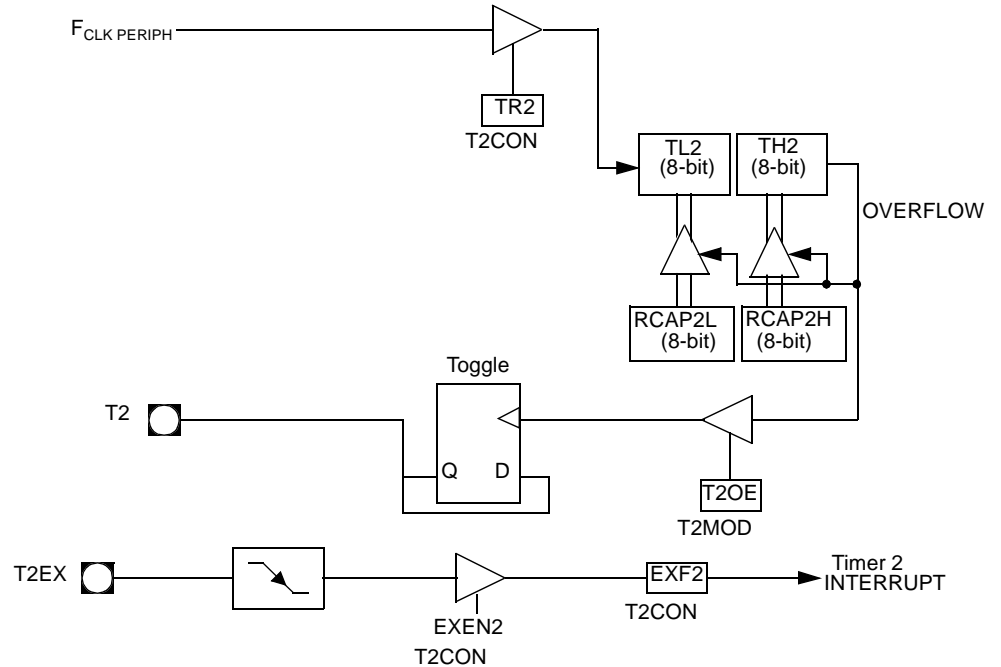 FCLK PERIPH
TR2
T2CON
TL2
(8-bit)
TH2
(8-bit)
OVERFLOW
RCAP2L
(8-bit)
RCAP2H
(8-bit)
Toggle
T2
Q D
T2OE
T2MOD
T2EX
EXEN2
T2CON
EXF2
T2CON
Timer 2
INTERRUPT